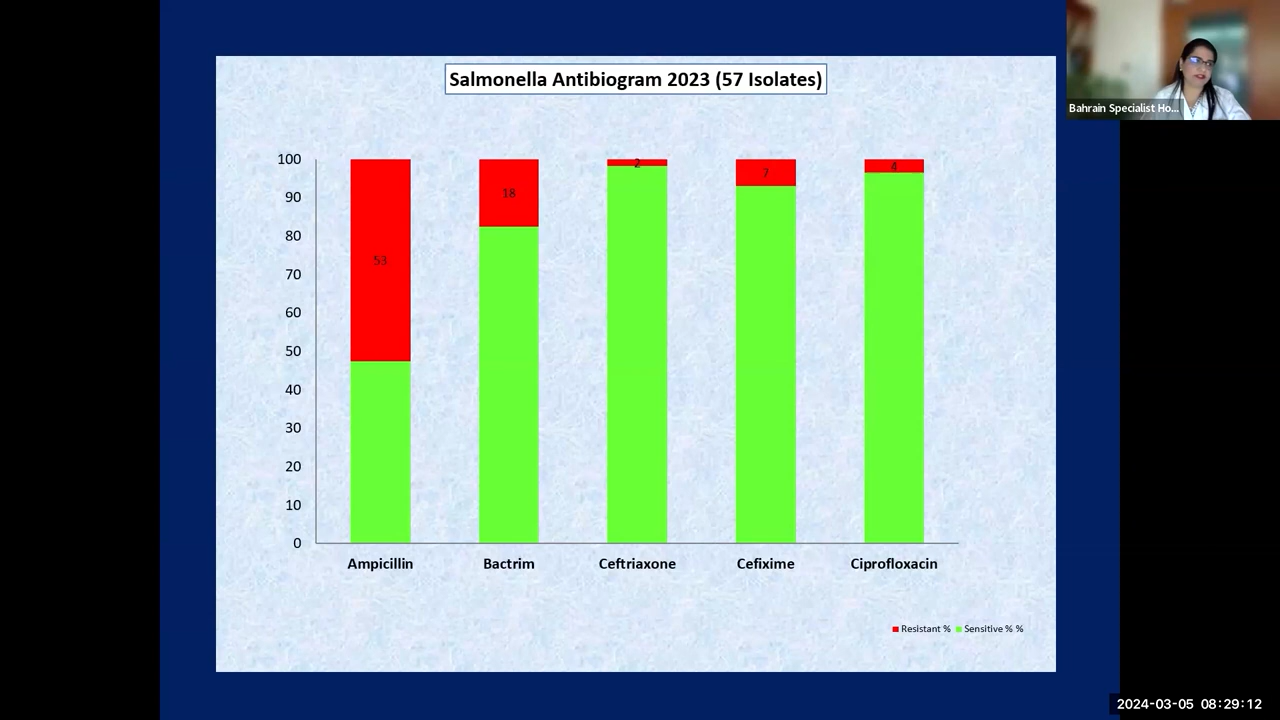 Salmonella Antibiogram 2023 (57 Isolates)
Bahrain Specialist Ho...
100
90
80
70
60
50
40
30
20
10
0
53
18
2
7
4
Ampicillin
Bactrim
Ceftriaxone
Cefixime
Ciprofloxacin
Resistant % Sensitive % %
2024-03-05 08:29:12